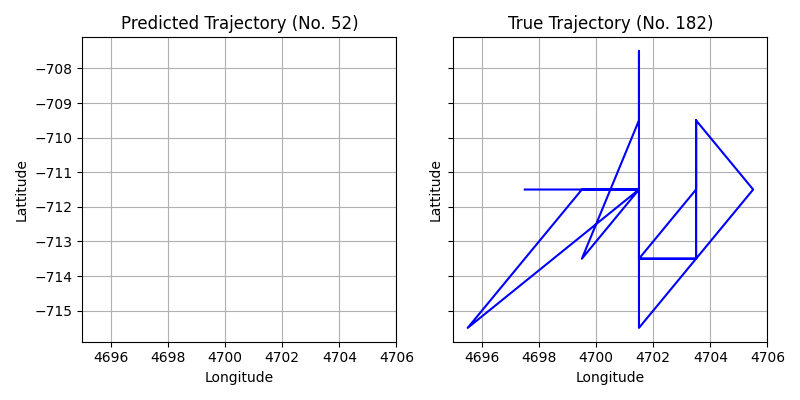 Predicted Trajectory (No. 52)
True Trajectory (No. 182)
Lattitude
−708
−709
−710
−711
−712
−713
−714
−715
4696 4698 4700 4702 4704 4706
Longitude
Lattitude
4696 4698 4700 4702 4704 4706
Longitude